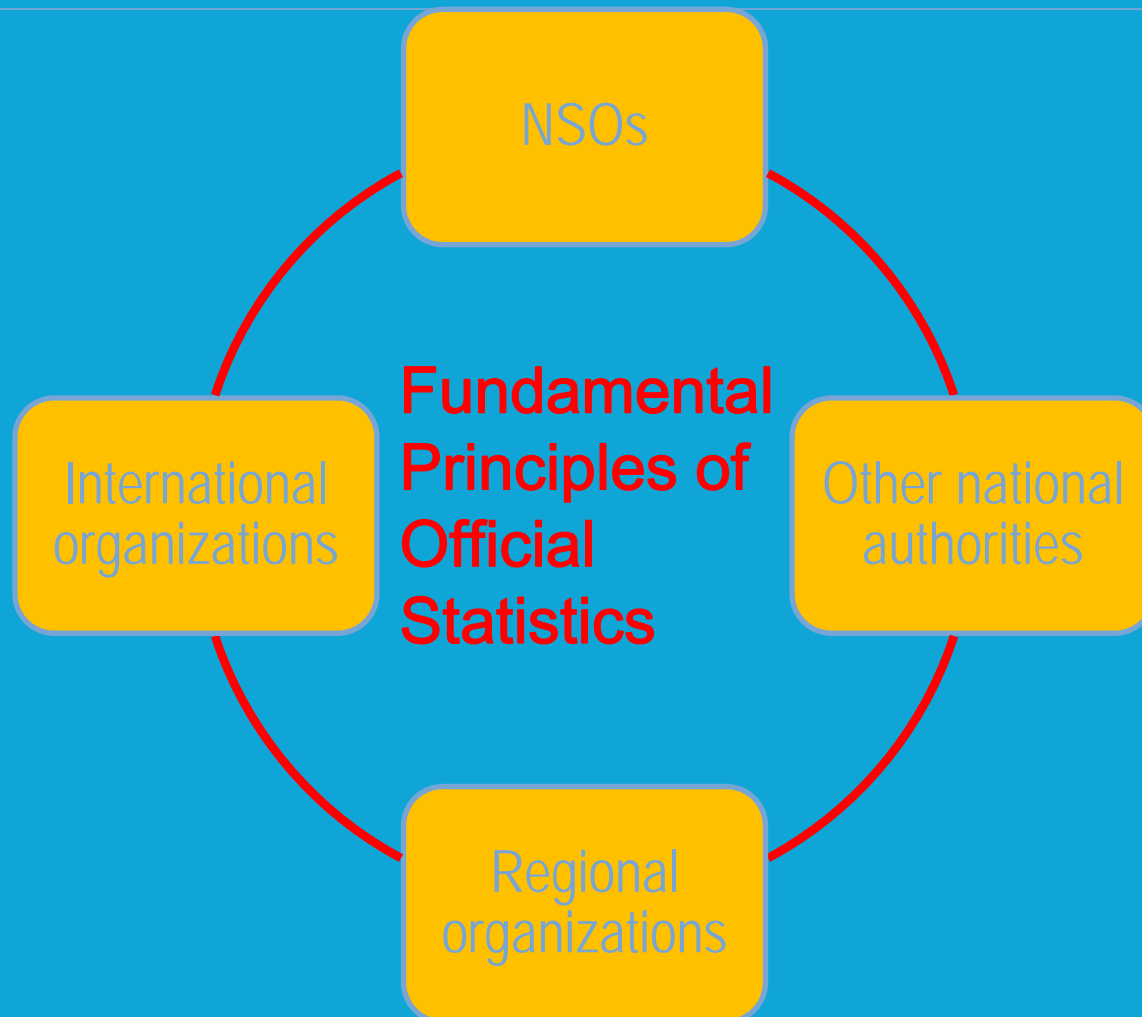 NSOs
Fundamental
Principles of
Official
Statistics
International
organizations
Other national
authorities
Regional
organizations